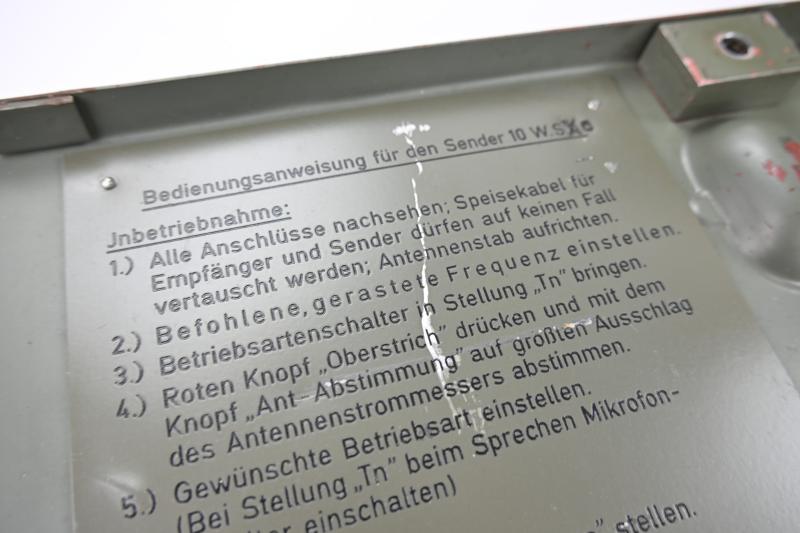 Bedienungsanweisung für den Sender 10 W.S.c
Jnbetriebnahme:
1.) Alle Anschlüsse nachsehen; Speisekabel für
Empfänger und Sender dürfen auf keinen Fall
vertauscht werden; Antennenstab aufrichten.
2.) Befohlene, gerastete Frequenz einstellen.
3.) Betriebsartenschalter in Stellung „Tn" bringen.
4.) Roten Knopf „Oberstrich" drücken und mit dem
Knopf „Ant-Abstimmung" auf größten Ausschlag
des Antennenstrommessers abstimmen.
5.) Gewünschte Betriebsart einstellen.
(Bei Stellung „Tn" beim Sprechen Mikrofon-
einschalten)
stellen.